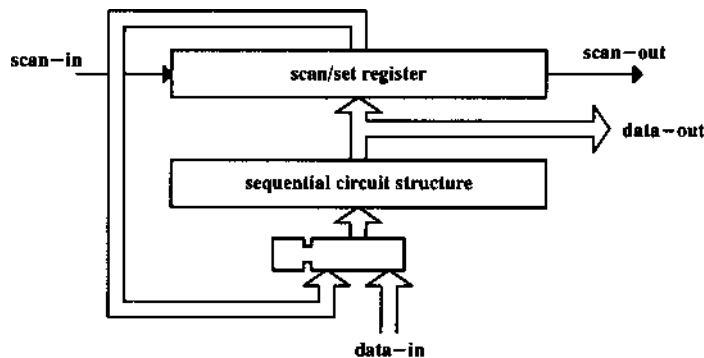 scan-in
scan/set register
scan-out
data-out
sequential circuit structure
data-in